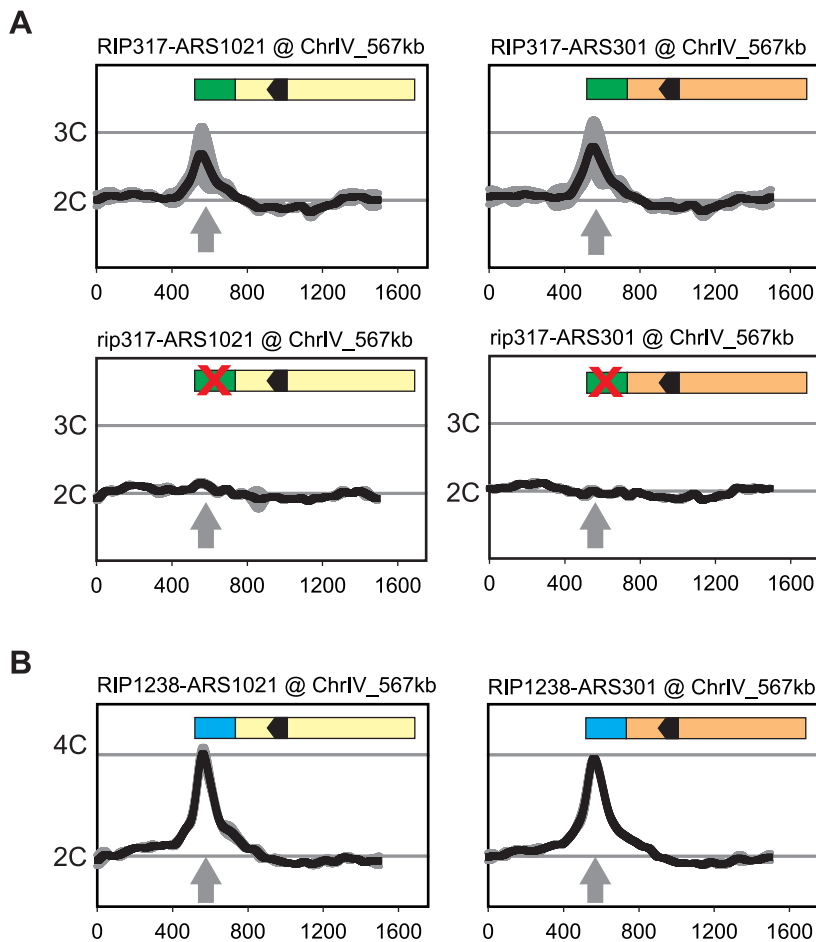 A
RIP317-ARS1021 @ ChrIV_567kb
3C
2C
0 400 800 1200 1600
RIP317-ARS301 @ ChrIV_567kb
0 400 800 1200 1600
rip317-ARS1021 @ ChrIV_567kb
3C
2C
0 400 800 1200 1600
rip317-ARS301 @ ChrIV_567kb
3C
2C
0 400 800 1200 1600
B
RIP1238-ARS1021 @ ChrIV_567kb
4C
2C
0 400 800 1200 1600
RIP1238-ARS301 @ ChrIV_567kb
0 400 800 1200 1600